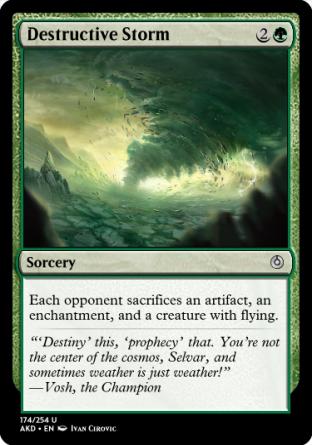 Destructive Storm 2
Sorcery
Each opponent sacrifices an artifact, an
enchantment, and a creature with flying.
“‘Destiny’ this, ‘prophecy’ that. You’re not
the center of the cosmos, Selvar, and
sometimes weather is just weather!”
—Vosh, the Champion
174/254 U
AKD • EN IVAN CIROVIC